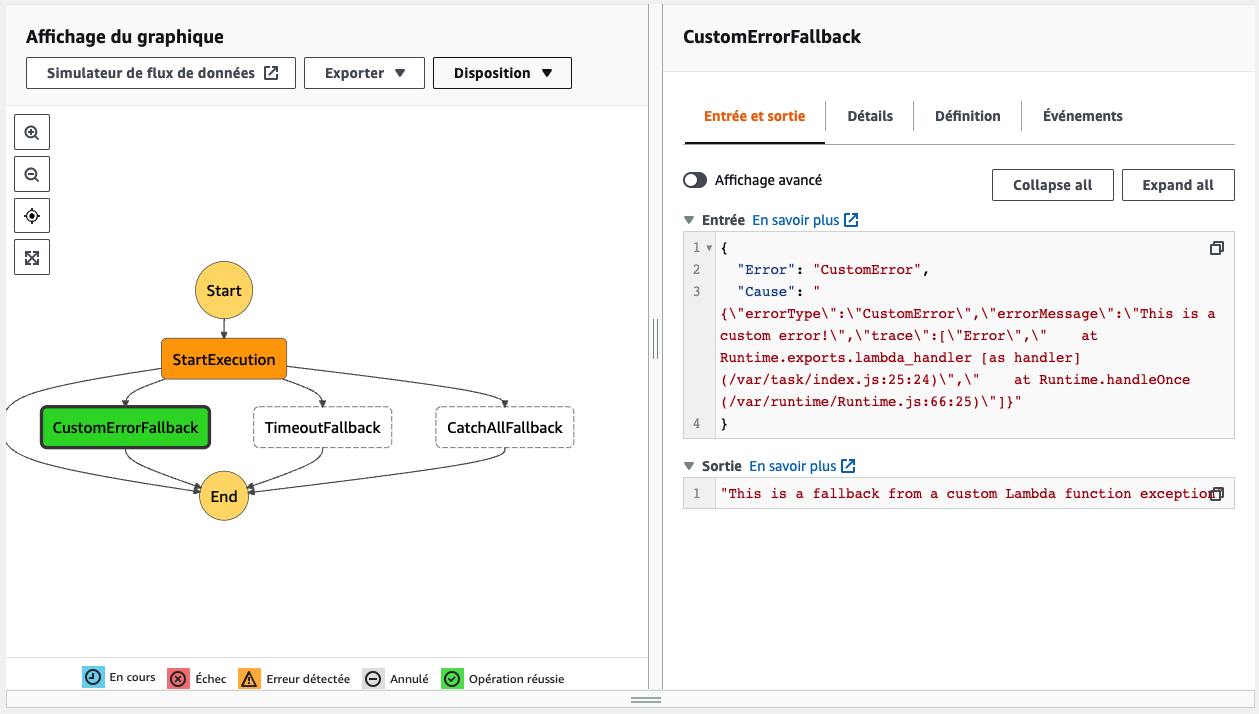 Affichage du graphique
Simulateur de flux de données
Exporter
Disposition
Start
StartExecution
CustomErrorFallback
TimeoutFallback
CatchAllFallback
End
En cours
Échec
Erreur détectée
Annulé
Opération réussie
CustomErrorFallback
Entrée et sortie
Détails
Définition
Événements
Affichage avancé
Collapse all
Expand all
Entrée En savoir plus
1 {
2 "Error": "CustomError",
3 "Cause": "
{\"errorType\":\"CustomError\",\"errorMessage\":\"This is a
custom error!\",\"trace\":[\"Error\",\"    at
Runtime.exports.lambda_handler [as handler]
(/var/task/index.js:25:24)\",\"    at Runtime.handleOnce
(/var/runtime/Runtime.js:66:25)\"]}"
4 }
Sortie En savoir plus
1 "This is a fallback from a custom Lambda function exception